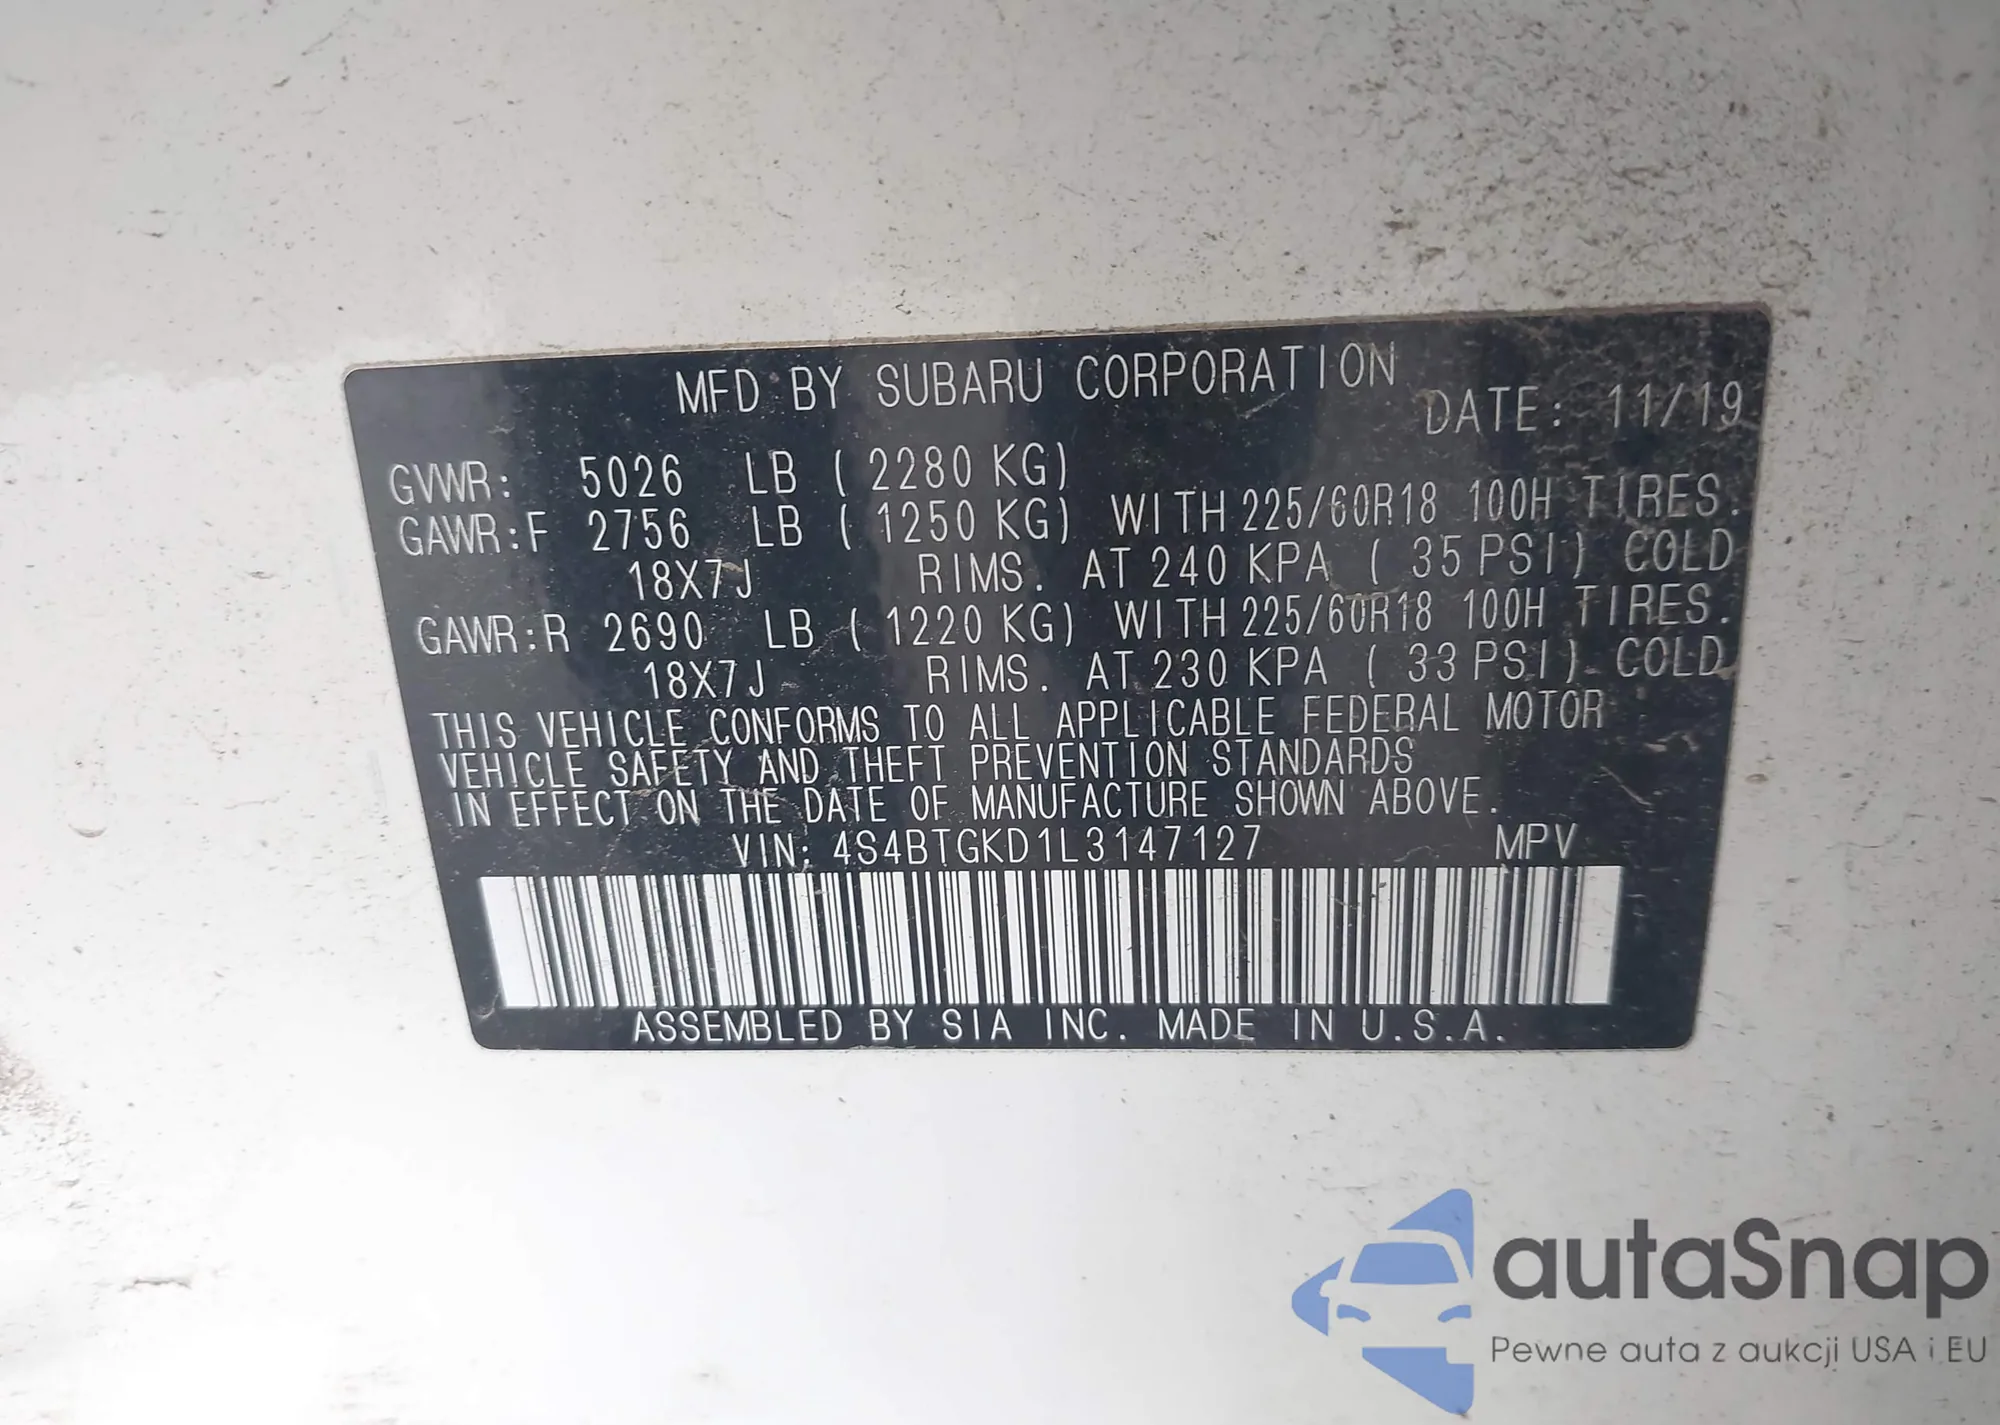 MFD BY SUBARU CORPORATION
DATE: 11/19
GVWR: 5026 LB ( 2280 KG)
GAWR:F 2756 LB ( 1250 KG) WITH 225/60R18 100H TIRES.
18X7J RIMS. AT 240 KPA ( 35 PSI) COLD
GAWR:R 2690 LB ( 1220 KG) WITH 225/60R18 100H TIRES.
18X7J RIMS. AT 230 KPA ( 33 PSI) COLD
THIS VEHICLE CONFORMS TO ALL APPLICABLE FEDERAL MOTOR
VEHICLE SAFETY AND THEFT PREVENTION STANDARDS
IN EFFECT ON THE DATE OF MANUFACTURE SHOWN ABOVE.
VIN: 4S4BTGKD1L3147127 MPV
ASSEMBLED BY SIA INC. MADE IN U.S.A.
autaSnap
Pewne auta z aukcji USA i EU